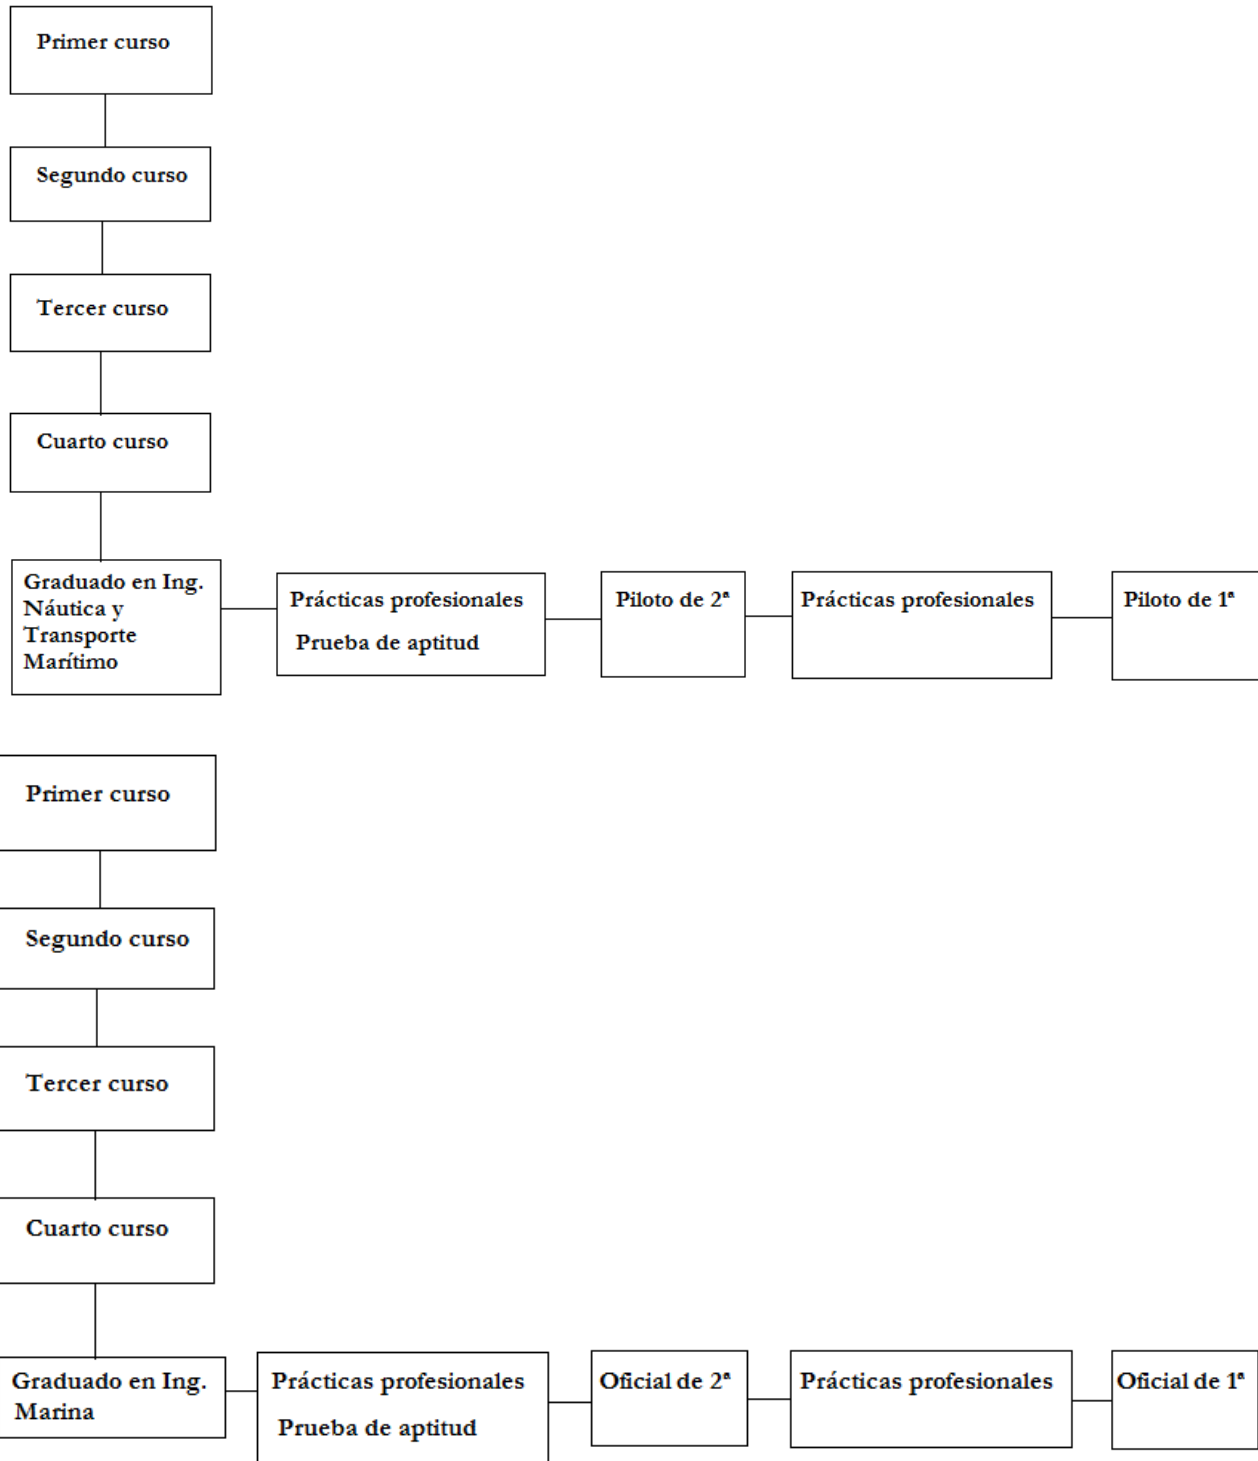 Primer curso
Segundo curso
Tercer curso
Cuarto curso
Graduado en Ing.
Náutica y
Transporte
Marítimo
Prácticas profesionales
Prueba de aptitud
Piloto de 2ª
Prácticas profesionales
Piloto de 1ª
Primer curso
Segundo curso
Tercer curso
Cuarto curso
Graduado en Ing.
Marina
Prácticas profesionales
Prueba de aptitud
Oficial de 2ª
Prácticas profesionales
Oficial de 1ª